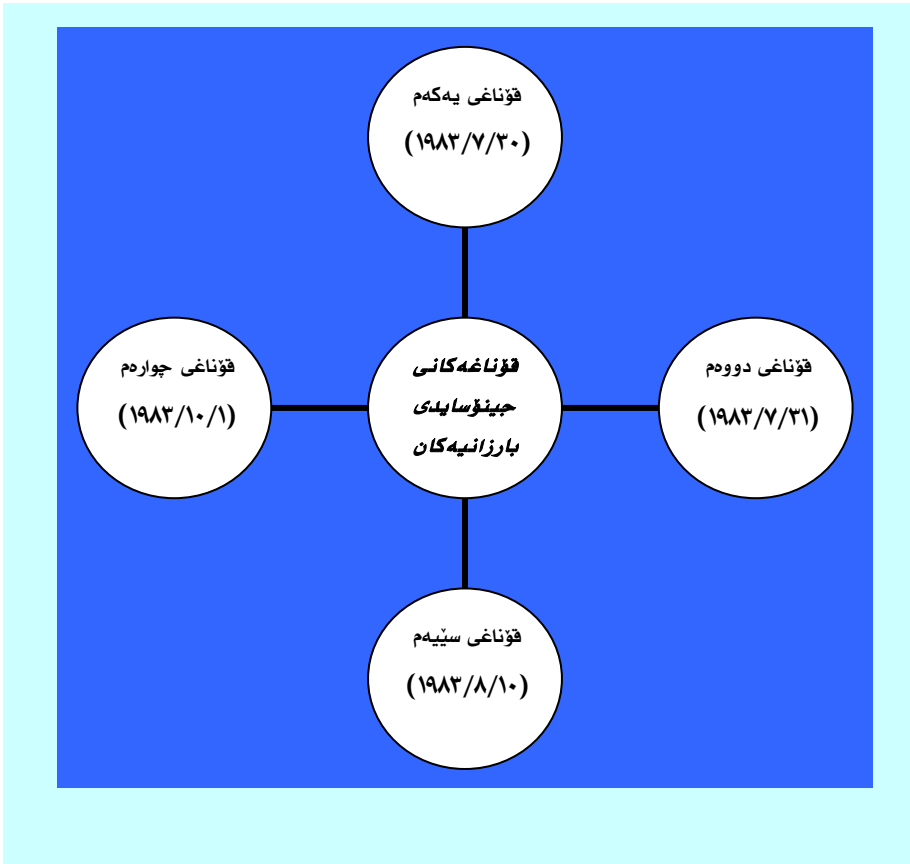 قۆناغی یەکەم
(١٩٨٣/٧/٣٠)
قۆناغەکانی
جینۆسایدی
بارزانیەکان
قۆناغی دووەم
(١٩٨٣/٧/٣١)
قۆناغی سێیەم
(١٩٨٣/٨/١٠)
قۆناغی چوارەم
(١٩٨٣/١٠/١)